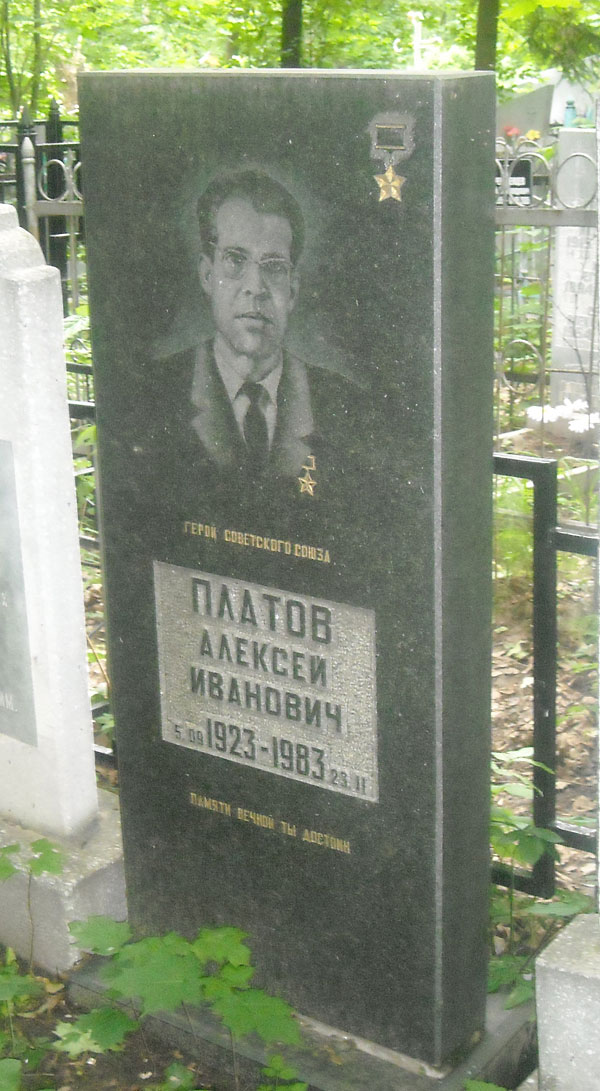 ГЕРОЙ СОВЕТСКОГО СОЮЗА
ПЛАТОВ
АЛЕКСЕЙ
ИВАНОВИЧ
5.09 1923-1983 23.11
ПАМЯТИ ВЕЧНОЙ ТЫ ДОСТОИН